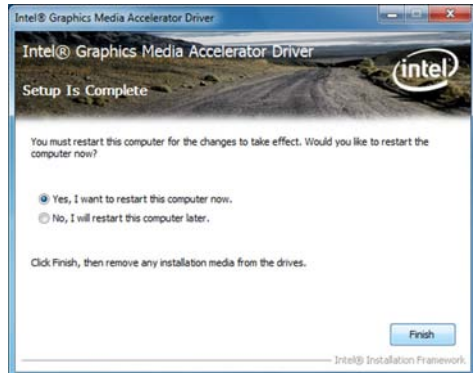 Intel® Graphics Media Accelerator Driver
Intel® Graphics Media Accelerator Driver
(intel)
Setup Is Complete
You must restart this computer for the changes to take effect. Would you like to restart the
computer now?
Yes, I want to restart this computer now.
No, I will restart this computer later.
Click Finish, then remove any installation media from the drives.
Finish
Intel® Installation Framework